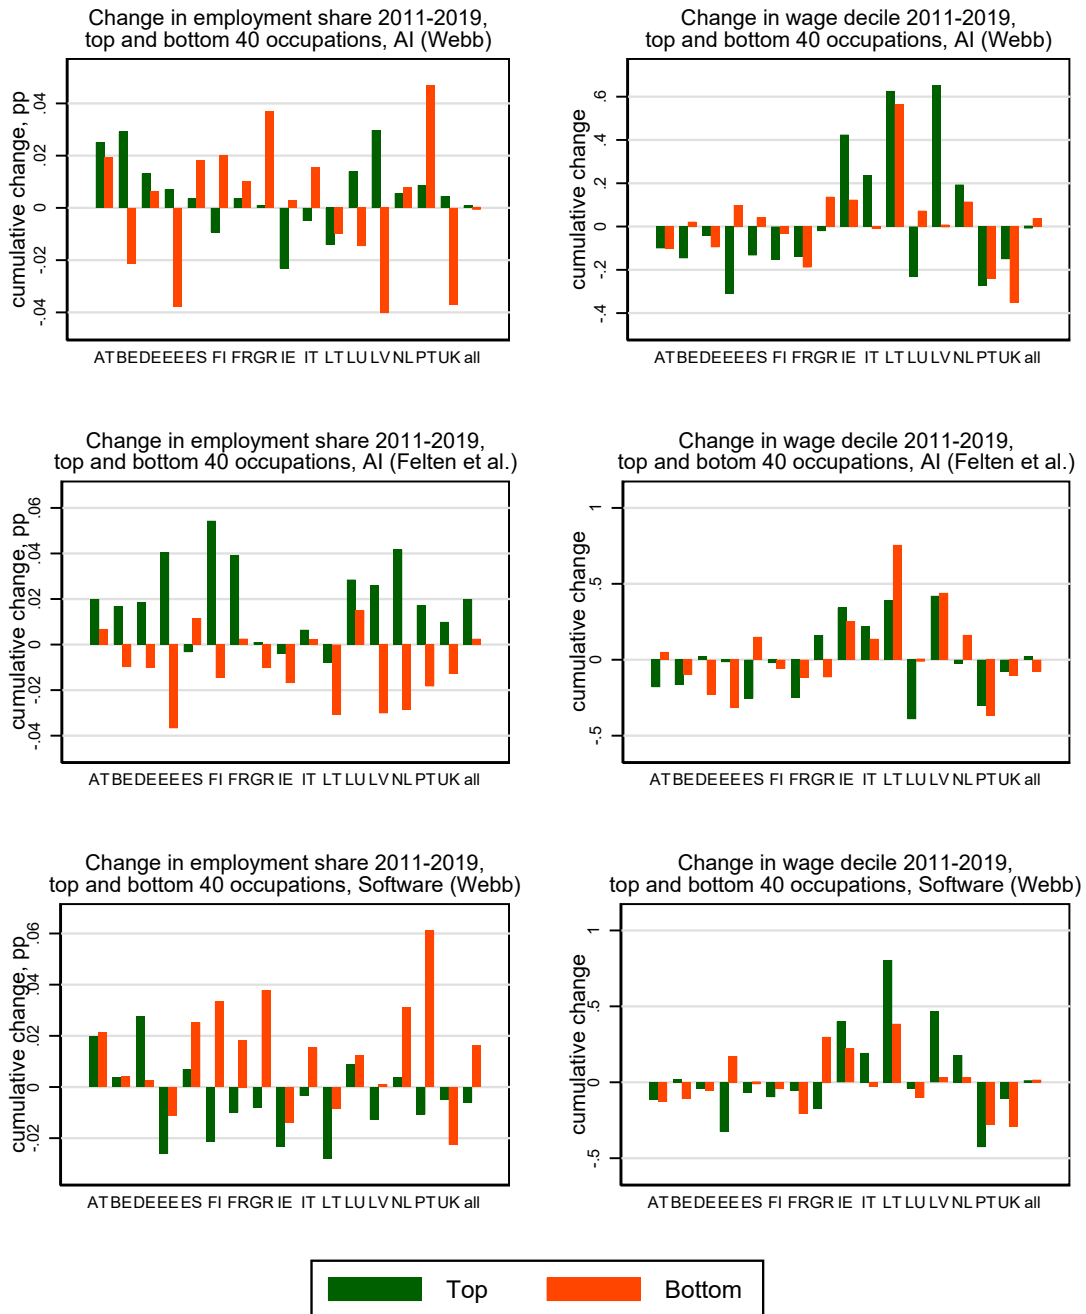 Change in employment share 2011-2019,
top and bottom 40 occupations, AI (Webb)
cumulative change, pp
.04
.02
0
-.02
-.04
AT BE DE EE ES FI FR GR IE IT LT LU LV NL PT UK all
Change in wage decile 2011-2019,
top and bottom 40 occupations, AI (Webb)
cumulative change
.6
.4
.2
0
-.2
-.4
AT BE DE EE ES FI FR GR IE IT LT LU LV NL PT UK all
Change in employment share 2011-2019,
top and bottom 40 occupations, AI (Felten et al.)
cumulative change, pp
.06
.04
.02
0
-.02
-.04
AT BE DE EE ES FI FR GR IE IT LT LU LV NL PT UK all
Change in wage decile 2011-2019,
top and botom 40 occupations, AI (Felten et al.)
cumulative change
1
.5
0
-.5
AT BE DE EE ES FI FR GR IE IT LT LU LV NL PT UK all
Change in employment share 2011-2019,
top and bottom 40 occupations, Software (Webb)
cumulative change, pp
.06
.04
.02
0
-.02
AT BE DE EE ES FI FR GR IE IT LT LU LV NL PT UK all
Change in wage decile 2011-2019,
top and bottom 40 occupations, Software (Webb)
cumulative change
1
.5
0
-.5
AT BE DE EE ES FI FR GR IE IT LT LU LV NL PT UK all
Top Bottom